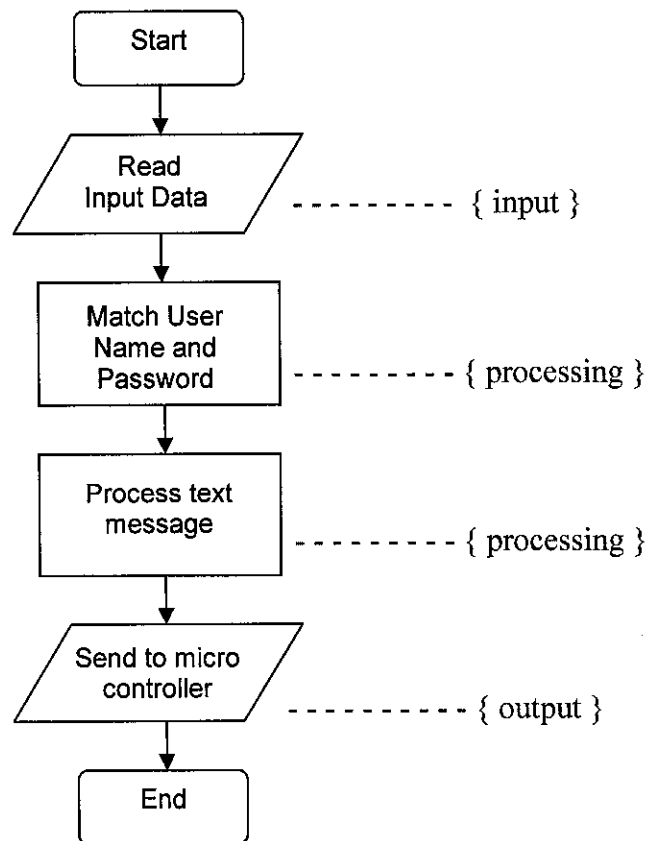 Start
Read
Input Data
{ input }
Match User
Name and
Password
{ processing }
Process text
message
{ processing }
Send to micro
controller
{ output }
End